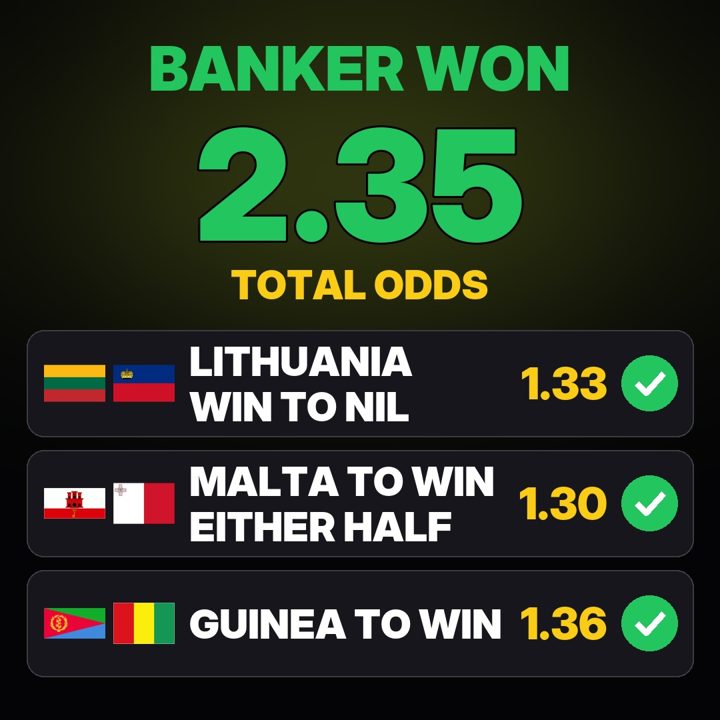 BANKER WON
2.35
TOTAL ODDS
LITHUANIA
WIN TO NIL
1.33
MALTA TO WIN
EITHER HALF
1.30
GUINEA TO WIN
1.36